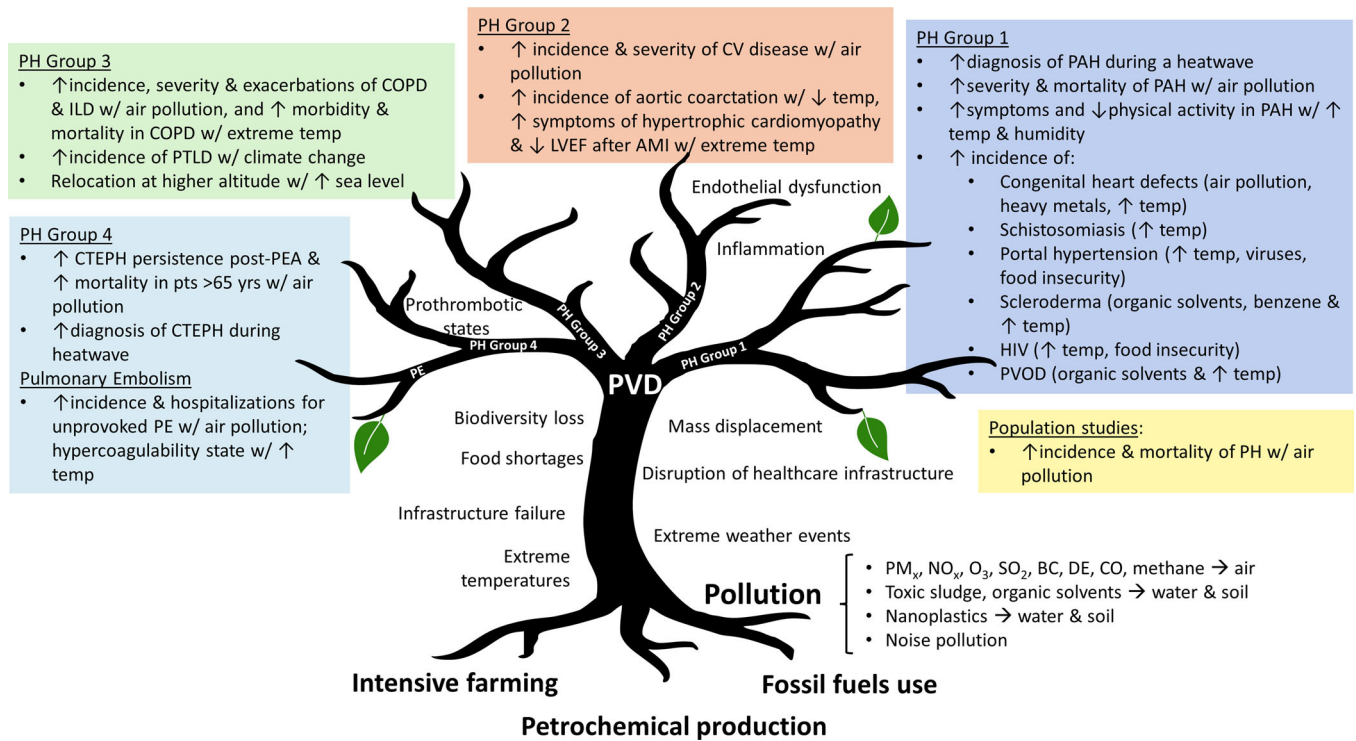 PH Group 3
• ↑incidence, severity & exacerbations of COPD
& ILD w/ air pollution, and ↑ morbidity &
mortality in COPD w/ extreme temp
• ↑incidence of PTLD w/ climate change
• Relocation at higher altitude w/ ↑ sea level
PH Group 2
• ↑ incidence & severity of CV disease w/ air
pollution
• ↑ incidence of aortic coarctation w/ ↓ temp,
↑ symptoms of hypertrophic cardiomyopathy
& ↓ LVEF after AMI w/ extreme temp
PH Group 1
• ↑diagnosis of PAH during a heatwave
• ↑severity & mortality of PAH w/ air pollution
• ↑symptoms and ↓physical activity in PAH w/ ↑
temp & humidity
• ↑ incidence of:
• Congenital heart defects (air pollution,
heavy metals, ↑ temp)
• Schistosomiasis (↑ temp)
• Portal hypertension (↑ temp, viruses,
food insecurity)
• Scleroderma (organic solvents, benzene &
↑ temp)
• HIV (↑ temp, food insecurity)
• PVOD (organic solvents & ↑ temp)
PH Group 4
• ↑ CTEPH persistence post-PEA &
↑ mortality in pts >65 yrs w/ air
pollution
• ↑diagnosis of CTEPH during
heatwave
Pulmonary Embolism
• ↑incidence & hospitalizations for
unprovoked PE w/ air pollution;
hypercoagulability state w/ ↑
temp
Population studies:
• ↑incidence & mortality of PH w/ air
pollution
Endothelial dysfunction
Inflammation
Prothrombotic
states
PH Group 4
PH Group 3
PH Group 2
PH Group 1
PE
PVD
Biodiversity loss
Mass displacement
Food shortages
Disruption of healthcare infrastructure
Infrastructure failure
Extreme weather events
Extreme
temperatures
Pollution
• PMₓ, NOₓ, O₃, SO₂, BC, DE, CO, methane → air
• Toxic sludge, organic solvents → water & soil
• Nanoplastics → water & soil
• Noise pollution
Intensive farming
Fossil fuels use
Petrochemical production